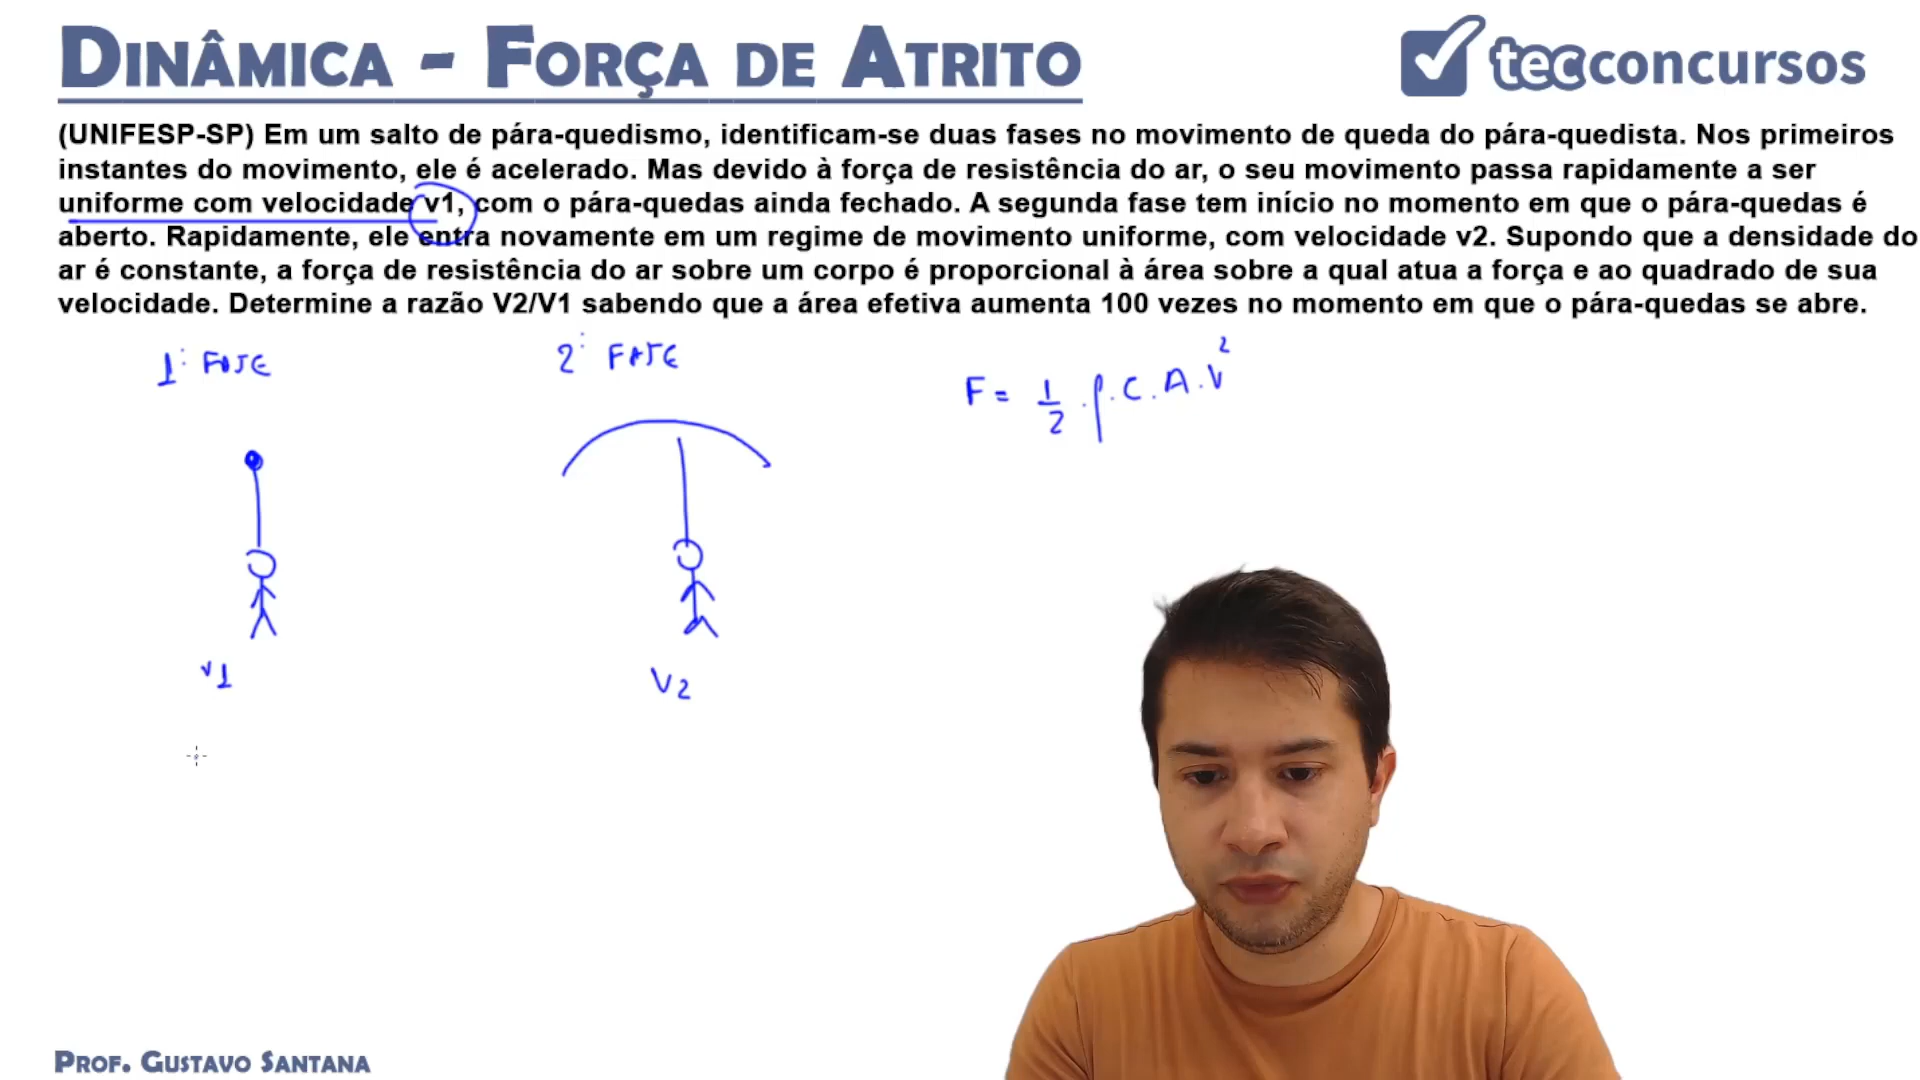 DINÂMICA - FORÇA DE ATRITO
tecconcursos
(UNIFESP-SP) Em um salto de pára-quedismo, identificam-se duas fases no movimento de queda do pára-quedista. Nos primeiros
instantes do movimento, ele é acelerado. Mas devido à força de resistência do ar, o seu movimento passa rapidamente a ser
uniforme com velocidade v1, com o pára-quedas ainda fechado. A segunda fase tem início no momento em que o pára-quedas é
aberto. Rapidamente, ele entra novamente em um regime de movimento uniforme, com velocidade v2. Supondo que a densidade do
ar é constante, a força de resistência do ar sobre um corpo é proporcional à área sobre a qual atua a força e ao quadrado de sua
velocidade. Determine a razão V2/V1 sabendo que a área efetiva aumenta 100 vezes no momento em que o pára-quedas se abre.
1ª FASE
2ª FASE
F = 1/2 . ρ . C . A . V²
V1
V2
PROF. GUSTAVO SANTANA